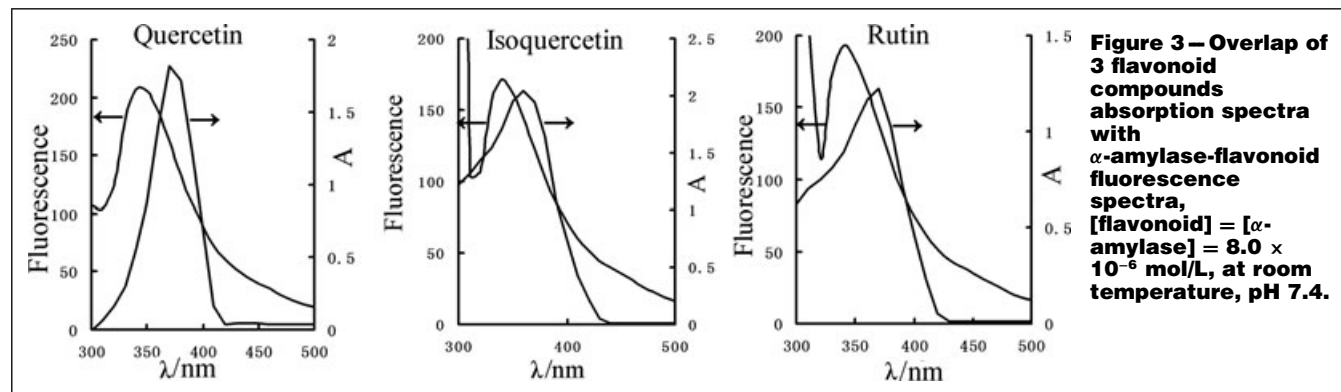 Quercetin
250
200
150
100
50
0
Fluorescence
2
1.5
1
0.5
0
A
300 350 400 450 500
λ/nm
Isoquercetin
200
150
100
50
0
Fluorescence
2.5
2
1.5
1
0.5
0
A
300 400 500
λ/nm
Rutin
200
150
100
50
0
Fluorescence
1.5
1
0.5
0
A
300 350 400 450 500
λ/nm
Figure 3 – Overlap of
3 flavonoid
compounds
absorption spectra
with
α-amylase-flavonoid
fluorescence
spectra,
[flavonoid] = [α-
amylase] = 8.0 ×
10⁻⁶ mol/L, at room
temperature, pH 7.4.